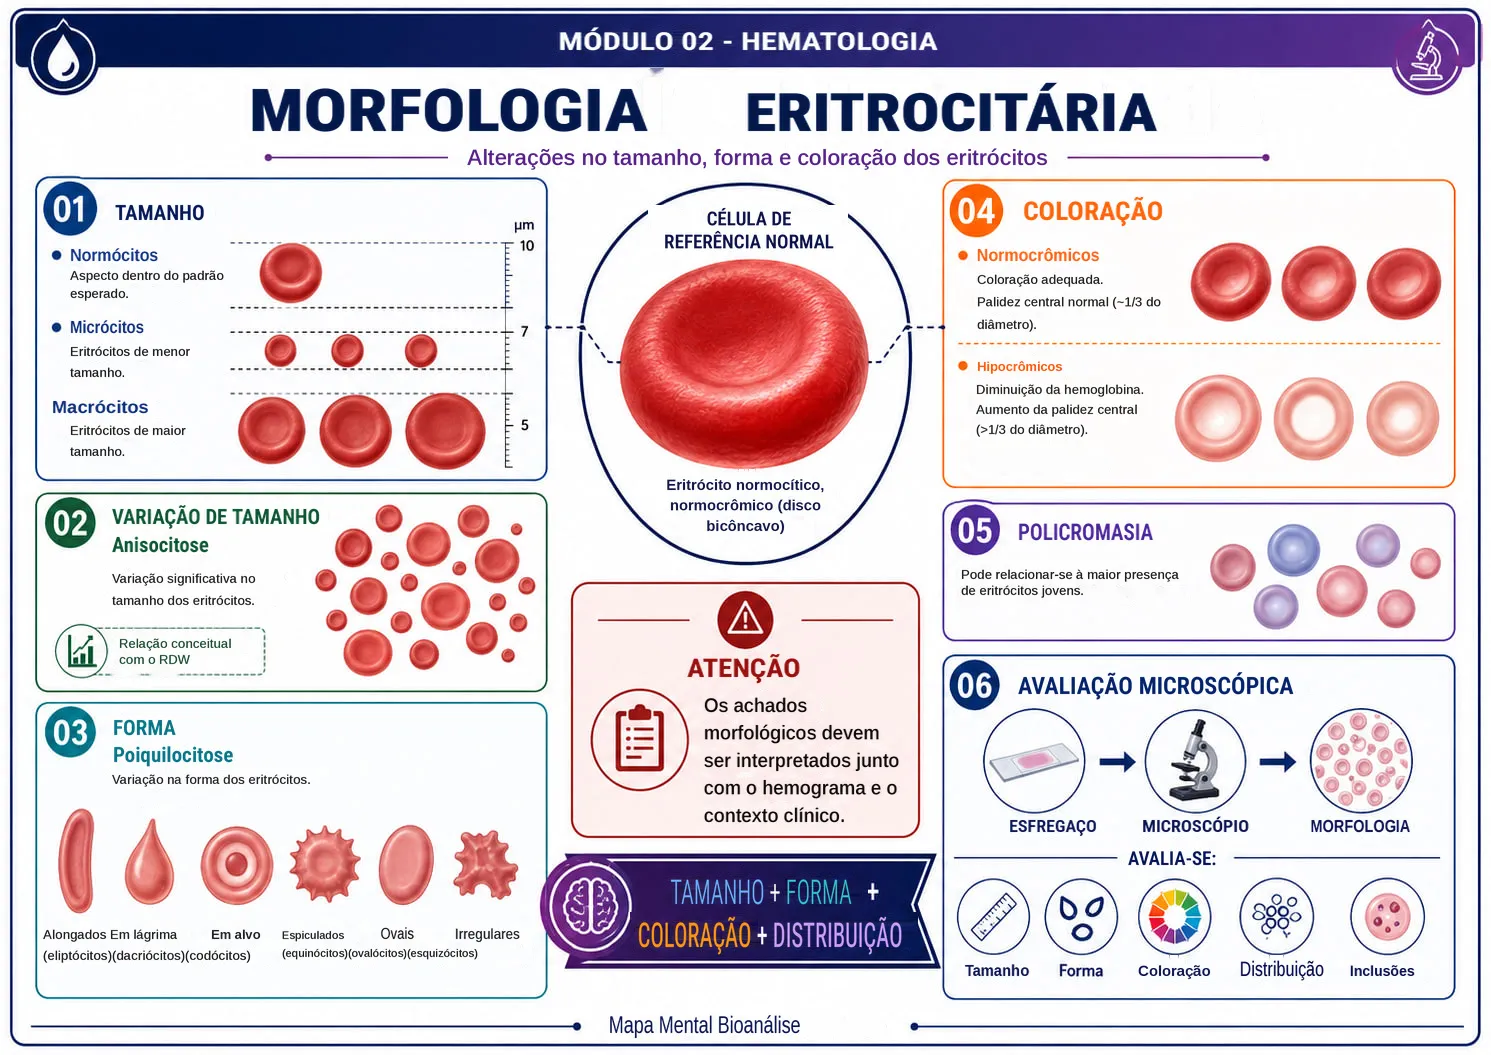 MÓDULO 02 - HEMATOLOGIA
MORFOLOGIA ERITROCITÁRIA
Alterações no tamanho, forma e coloração dos eritrócitos
01 TAMANHO
µm
10
7
5
Normócitos
Aspecto dentro do padrão
esperado.
Micrócitos
Eritrócitos de menor
tamanho.
Macrócitos
Eritrócitos de maior
tamanho.
02 VARIAÇÃO DE TAMANHO
Anisocitose
Variação significativa no
tamanho dos eritrócitos.
Relação conceitual
com o RDW
03 FORMA
Poiquilocitose
Variação na forma dos eritrócitos.
Alongados Em lágrima Em alvo Espiculados Ovais Irregulares
(eliptócitos)(dacriócitos)(codócitos) (equinócitos)(ovalócitos)(esquizócitos)
CÉLULA DE
REFERÊNCIA NORMAL
Eritrócito normocítico,
normocrômico (disco
bicôncavo)
ATENÇÃO
Os achados
morfológicos devem
ser interpretados junto
com o hemograma e o
contexto clínico.
TAMANHO + FORMA +
COLORAÇÃO + DISTRIBUIÇÃO
04 COLORAÇÃO
Normocrômicos
Coloração adequada.
Palidez central normal (~1/3 do
diâmetro).
Hipocrômicos
Diminuição da hemoglobina.
Aumento da palidez central
(>1/3 do diâmetro).
05 POLICROMASIA
Pode relacionar-se à maior presença
de eritrócitos jovens.
06 AVALIAÇÃO MICROSCÓPICA
ESFREGAÇO MICROSCÓPIO MORFOLOGIA
AVALIA-SE:
Tamanho Forma Coloração Distribuição Inclusões
Mapa Mental Bioanálise